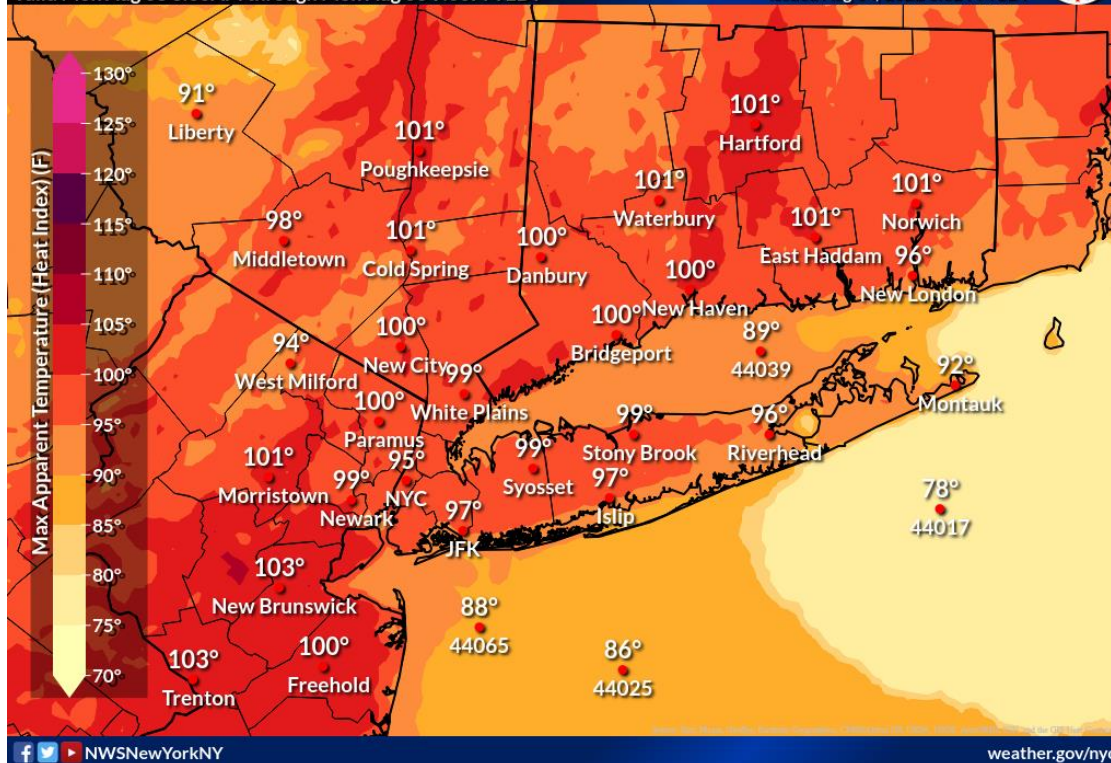 130°
125°
120°
115°
110°
105°
100°
95°
90°
85°
80°
75°
70°
Max Apparent Temperature (Heat Index) (F)
91°
Liberty
101°
Poughkeepsie
101°
Hartford
101°
Waterbury
101°
Norwich
98°
Middletown
101°
Cold Spring
100°
Danbury
101°
East Haddam
96°
New London
100°
New Haven
100°
Bridgeport
89°
44039
94°
West Milford
100°
New City
99°
White Plains
92°
Montauk
100°
Paramus
99°
Stony Brook
96°
Riverhead
101°
Morristown
99°
Newark
95°
NYC
99°
Syosset
97°
Islip
97°
JFK
78°
44017
103°
New Brunswick
88°
44065
86°
44025
103°
Trenton
100°
Freehold
NWSNewYorkNY
weather.gov/nyc